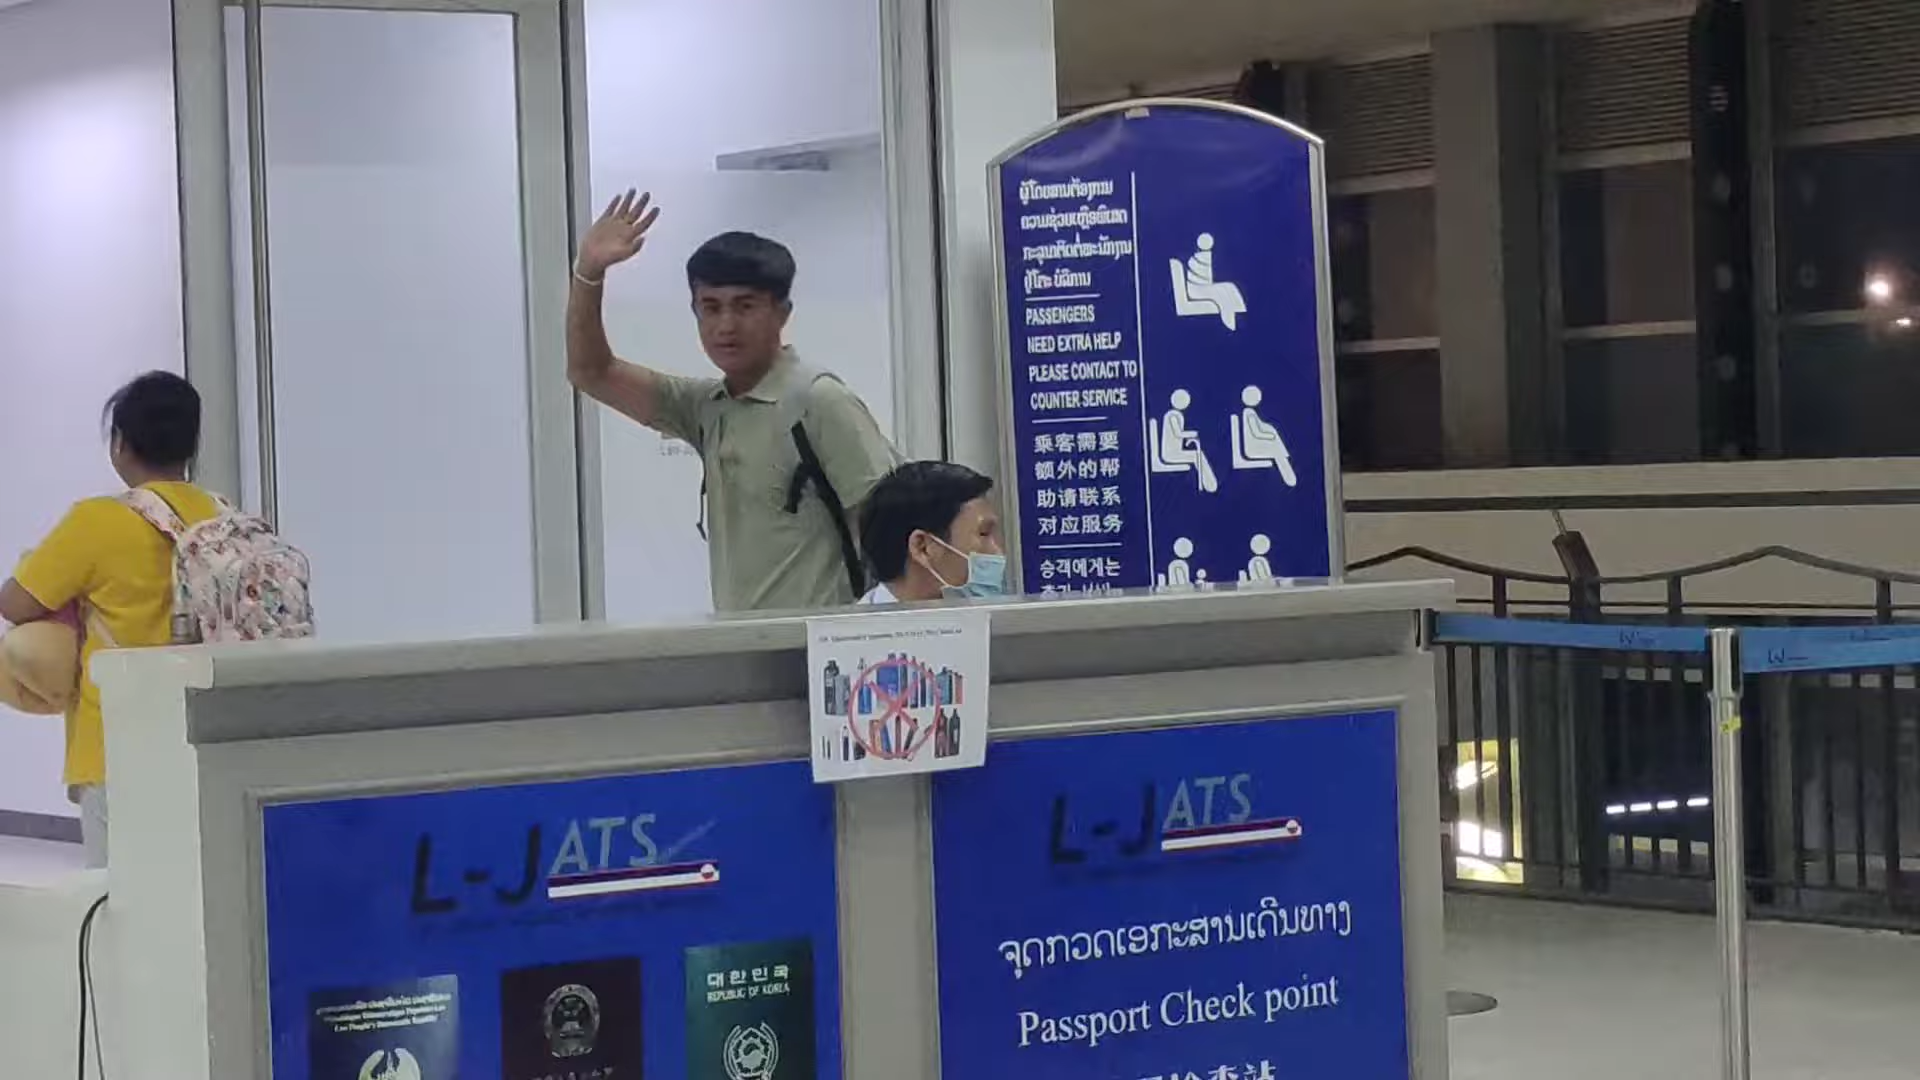 ຜູ້ໂດຍສານຕ້ອງການ
ຄວາມຊ່ວຍເຫຼືອພິເສດ
ກະລຸນາຕິດຕໍ່ພະນັກງານ
ບໍລິການ
PASSENGERS
NEED EXTRA HELP
PLEASE CONTACT TO
COUNTER SERVICE
乘客需要
额外的帮
助请联系
对应服务
승객에게는
L-JATS
L-JATS
ຈຸດກວດເອກະສານເດີນທາງ
Passport Check point
Lao People's Democratic Republic
대한민국
REPUBLIC OF KOREA